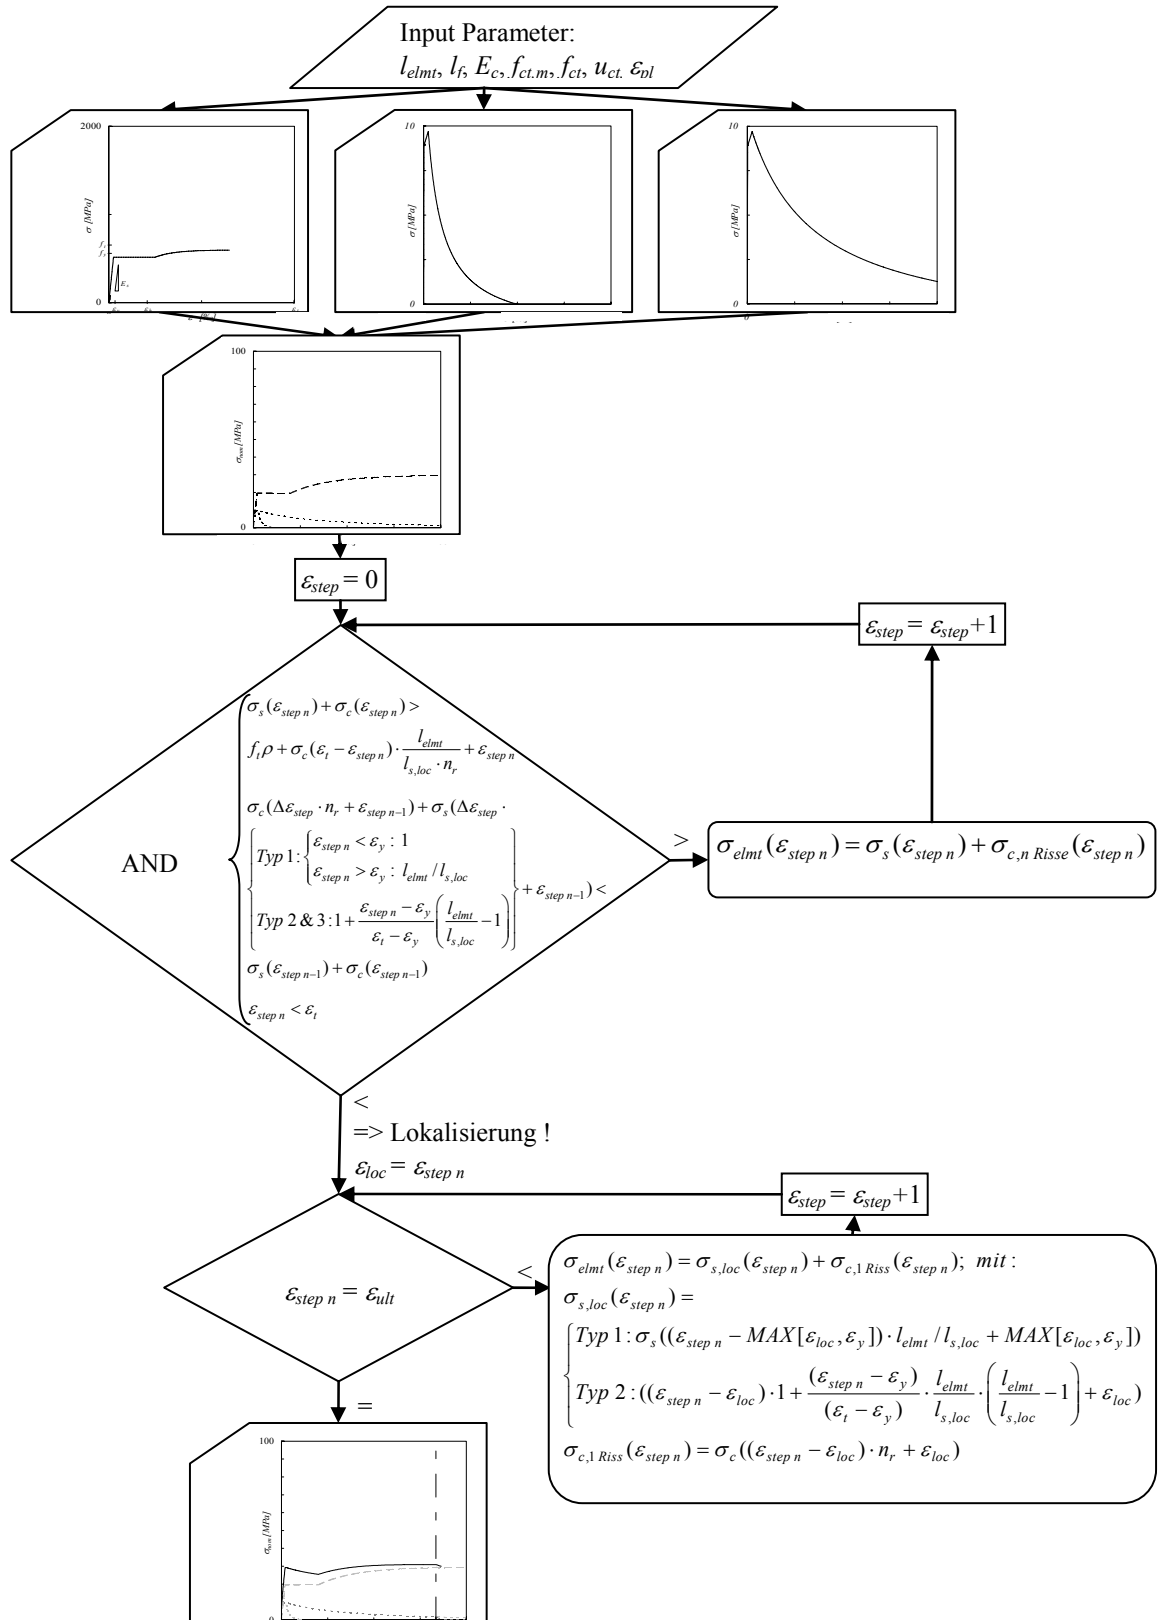 Input Parameter:
l_elmt, l_f, E_c, f_ct.m, f_ct, u_ct. ε_pl
2000
σ [MPa]
0
E_s
10
σ [MPa]
0
10
σ [MPa]
0
0
100
σ_nom [MPa]
0
ε_step = 0
ε_step = ε_step+1
AND
σ_s(ε_step n) + σ_c(ε_step n) >
f_t ρ + σ_c(ε_t − ε_step n) · l_elmt / (l_s,loc · n_r) + ε_step n
σ_c(Δε_step · n_r + ε_step n−1) + σ_s(Δε_step ·
Typ 1: { ε_step n < ε_y : 1
ε_step n > ε_y : l_elmt / l_s,loc
+ ε_step n−1) <
Typ 2 & 3 : 1 + (ε_step n − ε_y) / (ε_t − ε_y) (l_elmt / l_s,loc − 1)
σ_s(ε_step n−1) + σ_c(ε_step n−1)
ε_step n < ε_t
>
σ_elmt(ε_step n) = σ_s(ε_step n) + σ_c,n Risse(ε_step n)
<
=> Lokalisierung !
ε_loc = ε_step n
ε_step = ε_step+1
ε_step n = ε_ult
<
σ_elmt(ε_step n) = σ_s,loc(ε_step n) + σ_c,1 Riss(ε_step n); mit :
σ_s,loc(ε_step n) =
Typ 1: σ_s((ε_step n − MAX[ε_loc, ε_y]) · l_elmt / l_s,loc + MAX[ε_loc, ε_y])
Typ 2 : ((ε_step n − ε_loc) · 1 + (ε_step n − ε_y) / (ε_t − ε_y) · l_elmt / l_s,loc · (l_elmt / l_s,loc − 1) + ε_loc)
σ_c,1 Riss(ε_step n) = σ_c((ε_step n − ε_loc) · n_r + ε_loc)
=
100
σ_nom [MPa]
0